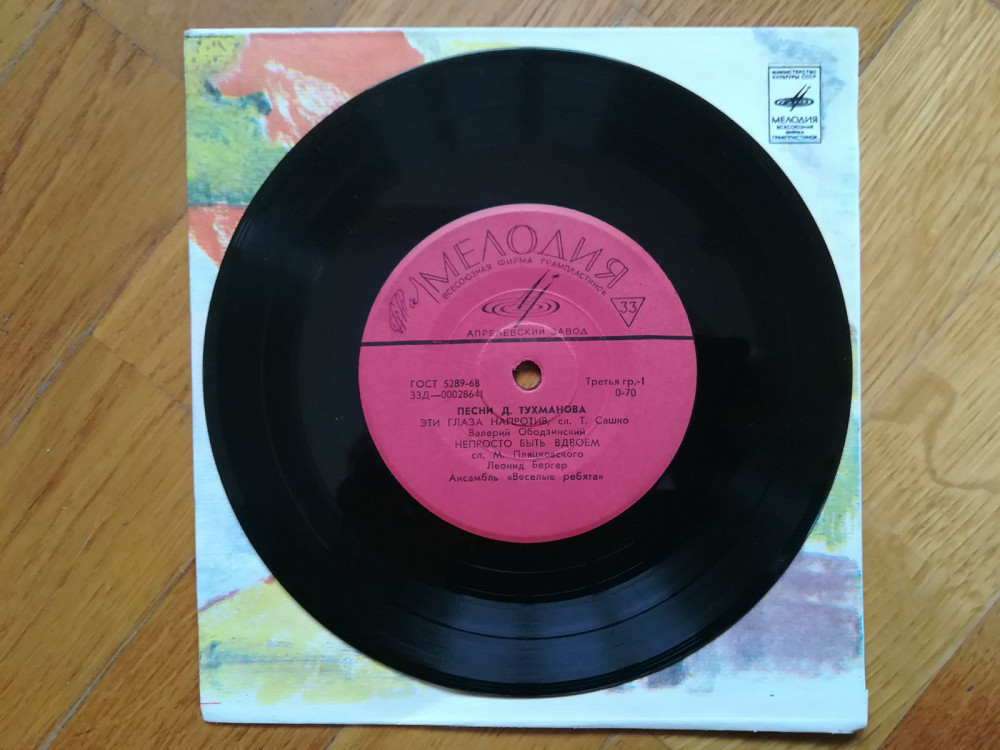 МИНИСТЕРСТВО
КУЛЬТУРЫ СССР
МЕЛОДИЯ
ВСЕСОЮЗНАЯ
ФИРМА
ГРАМПЛАСТИНОК
МЕЛОДИЯ
ВСЕСОЮЗНАЯ ФИРМА ГРАМПЛАСТИНОК
33
АПРЕЛЕВСКИЙ ЗАВОД
ГОСТ 5289-68 Третья гр.-1
33Д—00028641 0-70
ПЕСНИ Д. ТУХМАНОВА
ЭТИ ГЛАЗА НАПРОТИВ, сл. Т. Сашко
Валерий Ободзинский
НЕПРОСТО БЫТЬ ВДВОЕМ
сл. М. Пляцковского
Леонид Бергер
Ансамбль «Веселые ребята»